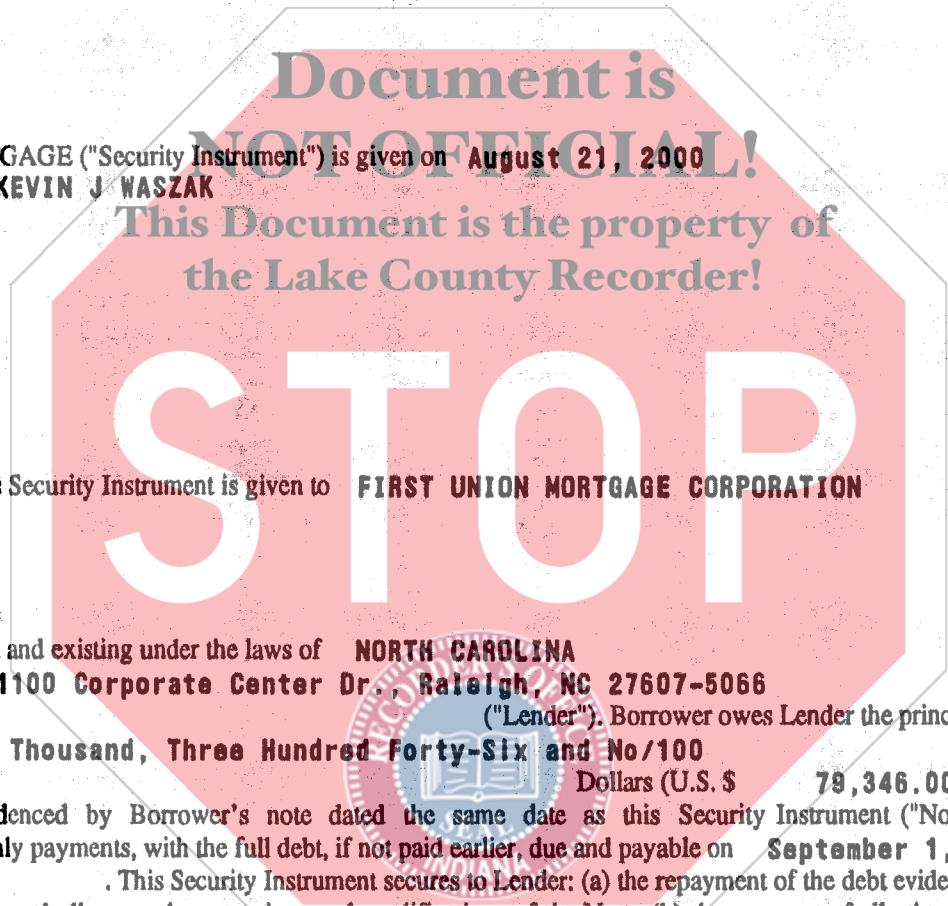 Document is
NOT OFFICIAL!
GAGE ("Security Instrument") is given on August 21, 2000
KEVIN J WASZAK
This Document is the property of
the Lake County Recorder!
STOP
Security Instrument is given to FIRST UNION MORTGAGE CORPORATION
and existing under the laws of NORTH CAROLINA
1100 Corporate Center Dr., Raleigh, NC 27607-5066
("Lender"). Borrower owes Lender the princ
Thousand, Three Hundred Forty-Six and No/100
Dollars (U.S. $ 79,346.00
denced by Borrower's note dated the same date as this Security Instrument ("No
ly payments, with the full debt, if not paid earlier, due and payable on September 1,
. This Security Instrument secures to Lender: (a) the repayment of the debt evide
RECORDER'S OFFIC
SEAL
INDIANA